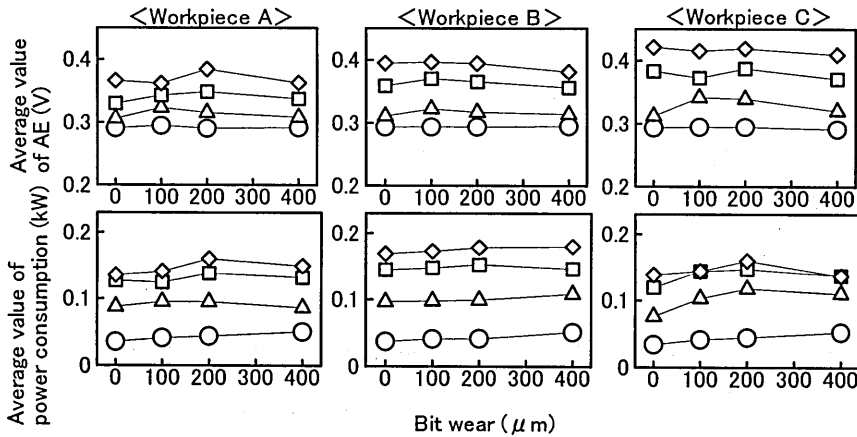 <Workpiece A> <Workpiece B> <Workpiece C>
Average value
of AE (V)
0.4 0.4 0.4
0.3 0.3 0.3
0.2 0.2 0.2
0 100 200 300 400 0 100 200 300 400 0 100 200 300 400
Average value of
power consumption (kW)
0.2 0.2 0.2
0.1 0.1 0.1
0 0 0
0 100 200 300 400 0 100 200 300 400 0 100 200 300 400
Bit wear (μm)